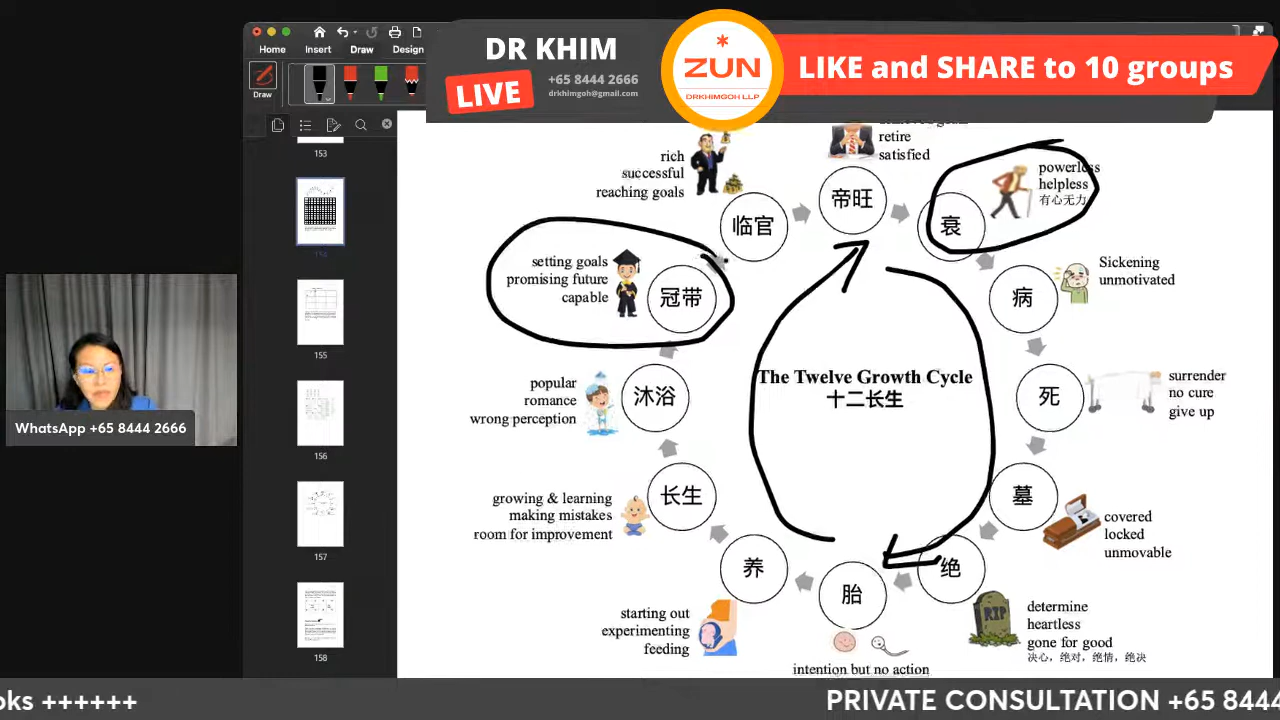 DR KHIM
LIVE
+65 8444 2666
drkhimgoh@gmail.com
ZUN
DRKHIMGOH LLP
LIKE and SHARE to 10 groups
Home
Insert
Draw
Design
Draw
153
154
155
156
157
158
WhatsApp +65 8444 2666
retire
satisfied
帝旺
rich
successful
reaching goals
临官
powerless
helpless
有心无力
衰
setting goals
promising future
capable
冠带
Sickening
unmotivated
病
The Twelve Growth Cycle
十二长生
popular
romance
wrong perception
沐浴
surrender
no cure
give up
死
growing & learning
making mistakes
room for improvement
长生
covered
locked
unmovable
墓
starting out
experimenting
feeding
养
胎
intention but no action
绝
determine
heartless
gone for good
决心，绝对，绝情，绝决
RIP
oks ++++++
PRIVATE CONSULTATION +65 8444